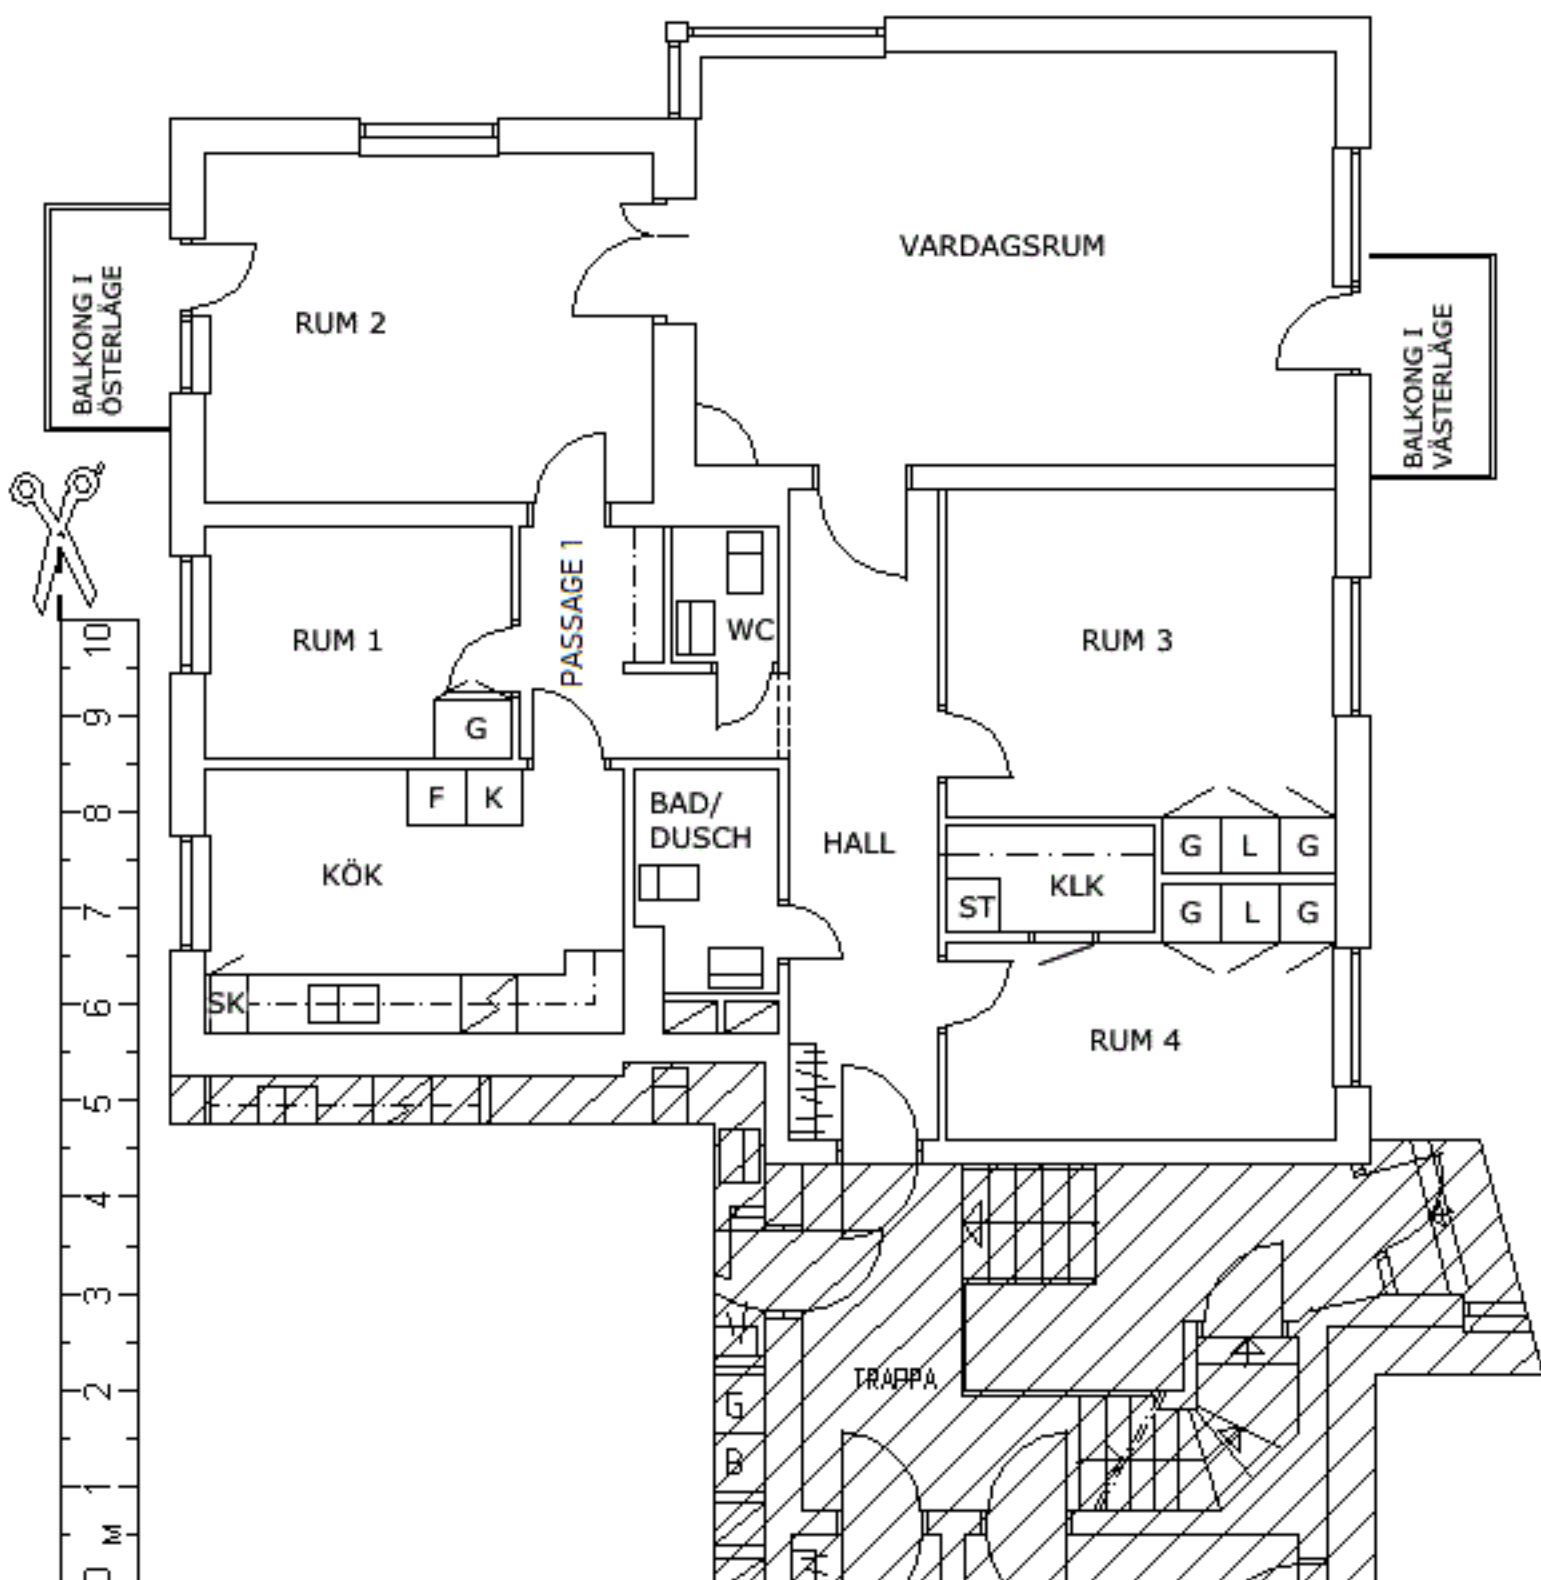 VARDAGSRUM
BALKONG I
ÖSTERLÄGE
RUM 2
BALKONG I
VÄSTERLÄGE
PASSAGE 1
WC
RUM 1
RUM 3
G
F
K
BAD/
DUSCH
HALL
G
L
G
KÖK
KLK
ST
G
L
G
SK
RUM 4
TRAPPA
G
B
10
9
8
7
6
5
4
3
2
1
M
0